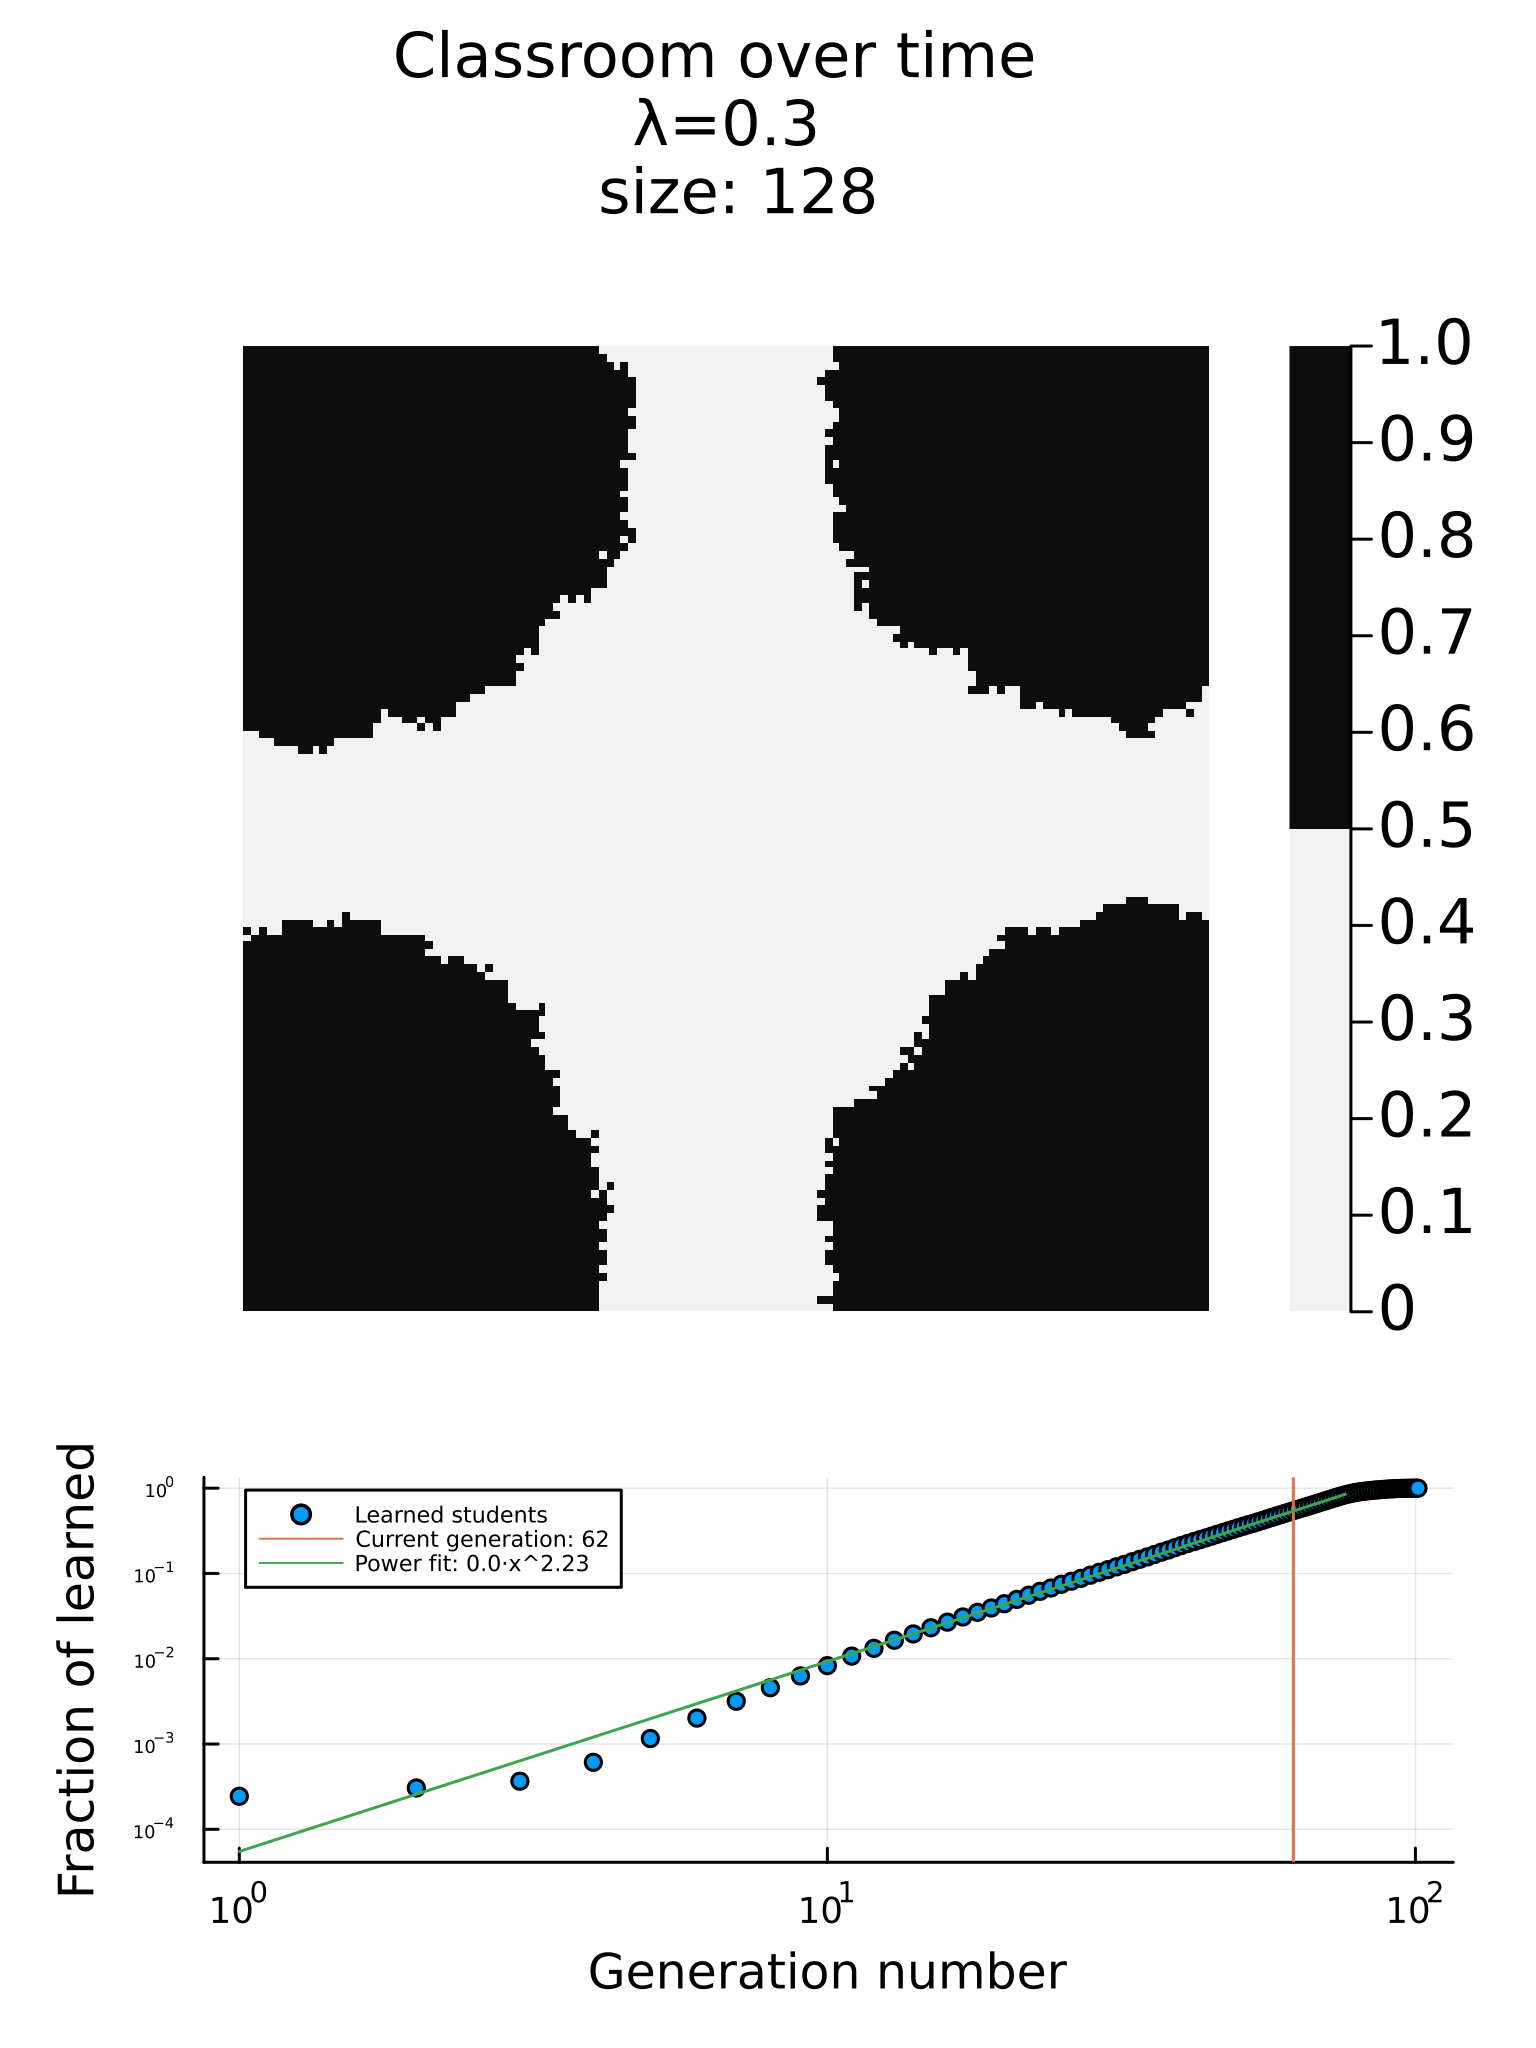 Classroom over time
λ=0.3
size: 128
1.0
0.9
0.8
0.7
0.6
0.5
0.4
0.3
0.2
0.1
0
Fraction of learned
10^0
10^-1
10^-2
10^-3
10^-4
Learned students
Current generation: 62
Power fit: 0.0·x^2.23
10^0 10^1 10^2
Generation number